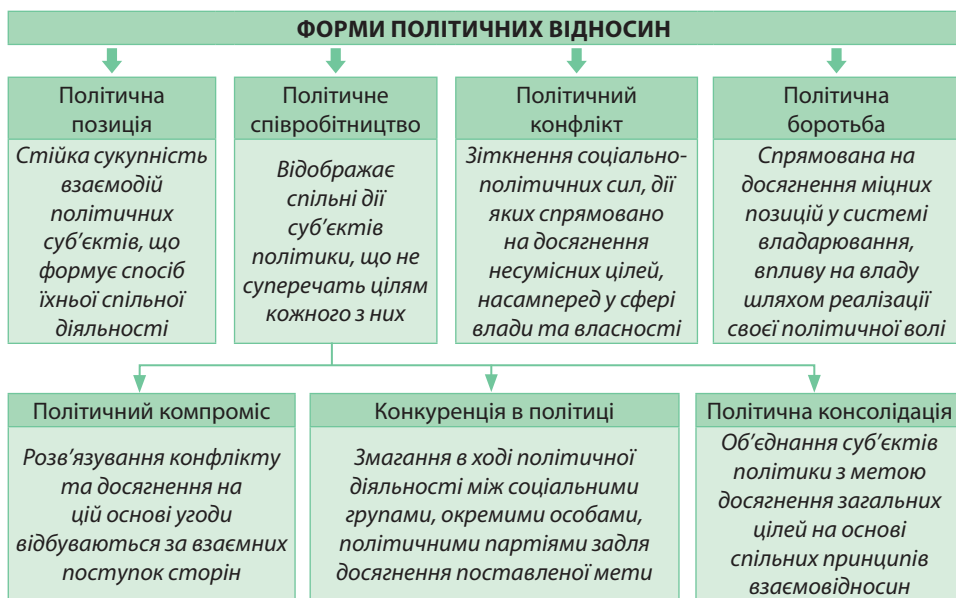 ФОРМИ ПОЛІТИЧНИХ ВІДНОСИН
Політична
позиція
Стійка сукупність
взаємодій
політичних
суб’єктів, що
формує спосіб
їхньої спільної
діяльності
Політичне
співробітництво
Відображає
спільні дії
суб’єктів
політики, що не
суперечать цілям
кожного з них
Політичний
конфлікт
Зіткнення соціально-
політичних сил, дії
яких спрямовано
на досягнення
несумісних цілей,
насамперед у сфері
влади та власності
Політична
боротьба
Спрямована на
досягнення міцних
позицій у системі
владарювання,
впливу на владу
шляхом реалізації
своєї політичної волі
Політичний компроміс
Розв’язування конфлікту
та досягнення на
цій основі угоди
відбуваються за взаємних
поступок сторін
Конкуренція в політиці
Змагання в ході політичної
діяльності між соціальними
групами, окремими особами,
політичними партіями задля
досягнення поставленої мети
Політична консолідація
Об’єднання суб’єктів
політики з метою
досягнення загальних
цілей на основі
спільних принципів
взаємовідносин